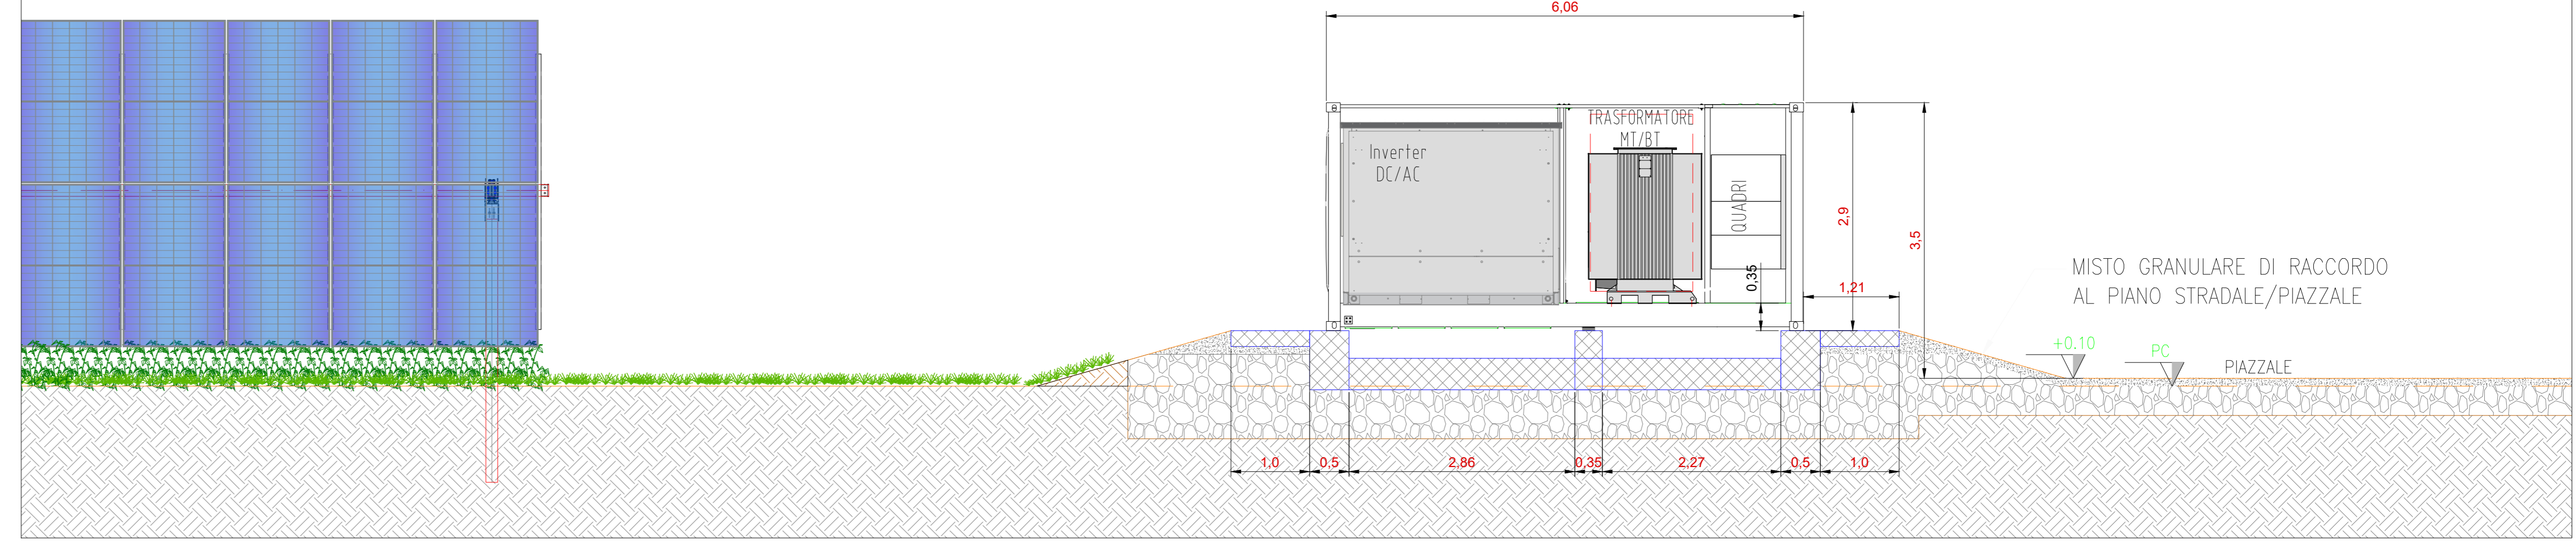 6,06
TRASFORMATORE
MT/BT
Inverter
DC/AC
QUADRI
2,9
3,5
0,35
1,21
MISTO GRANULARE DI RACCORDO
AL PIANO STRADALE/PIAZZALE
+0.10
PC
PIAZZALE
1,0
0,5
2,86
0,35
2,27
0,5
1,0